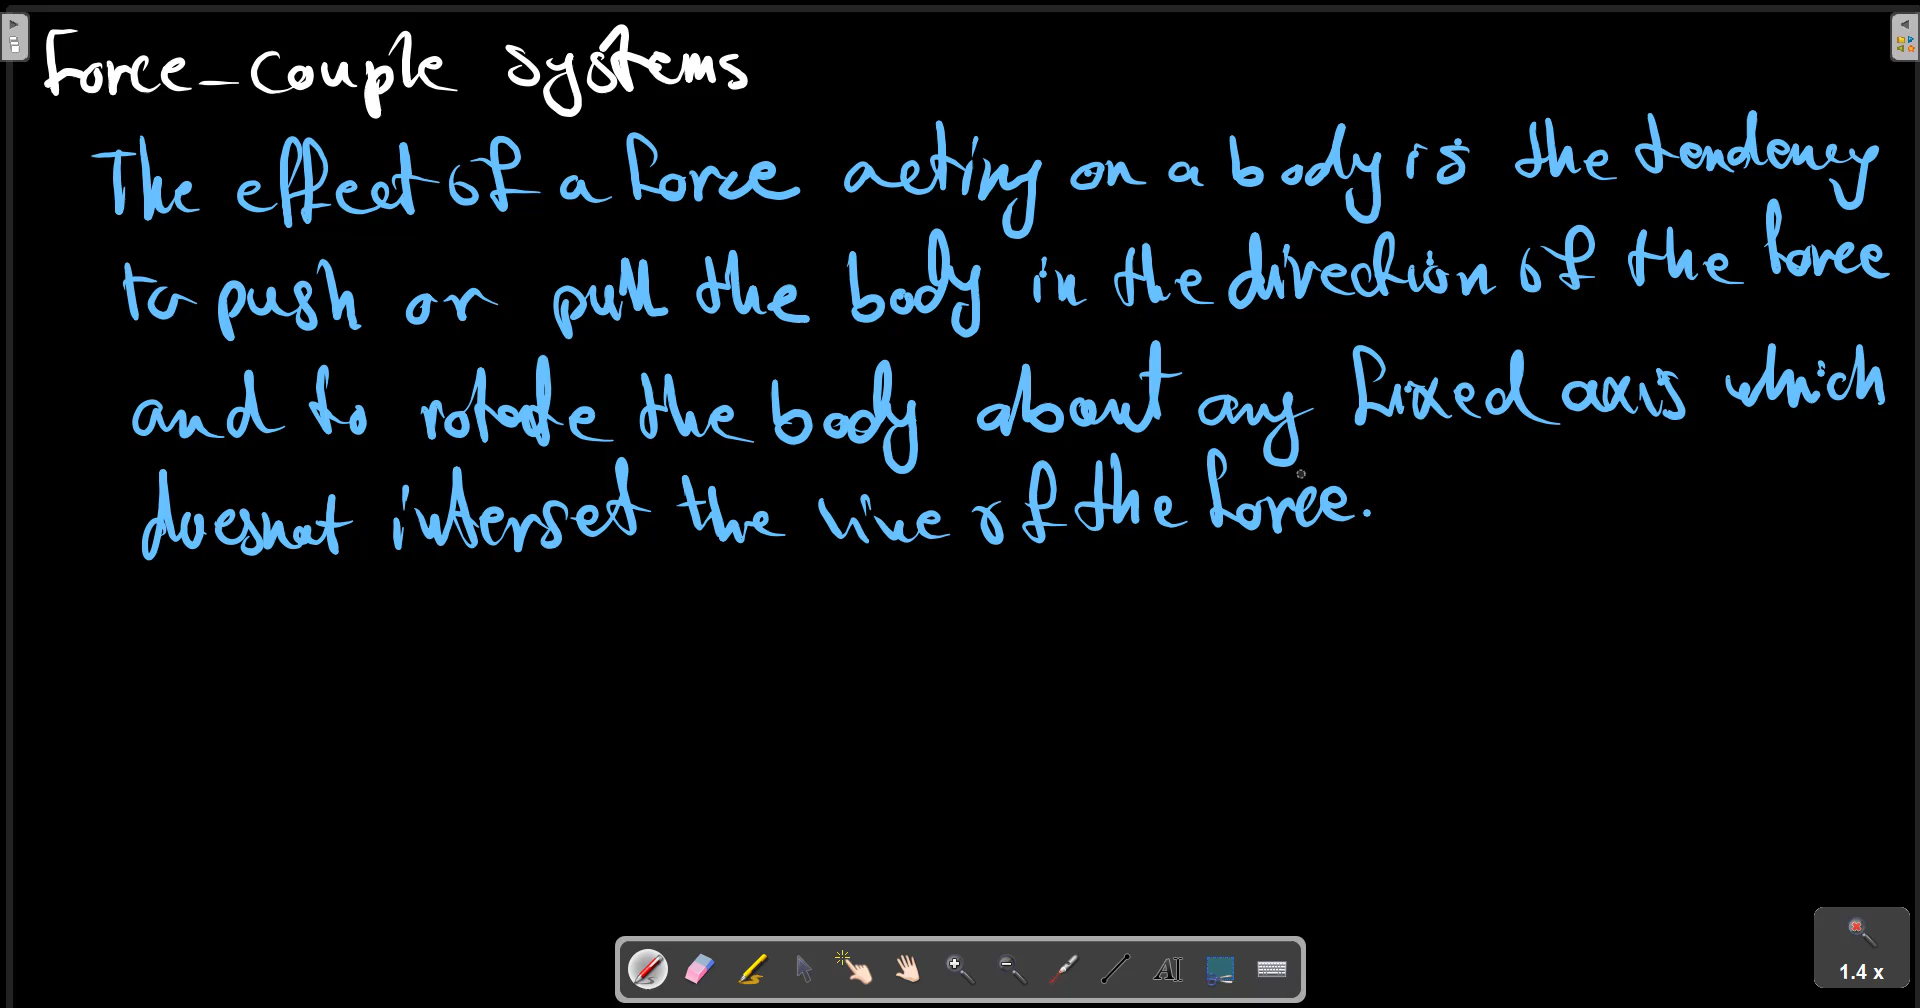 Force-couple systems
The effect of a force acting on a body is the tendency
to push or pull the body in the direction of the force
and to rotate the body about any fixed axis which
doesnot interset the line of the force.
1.4 x